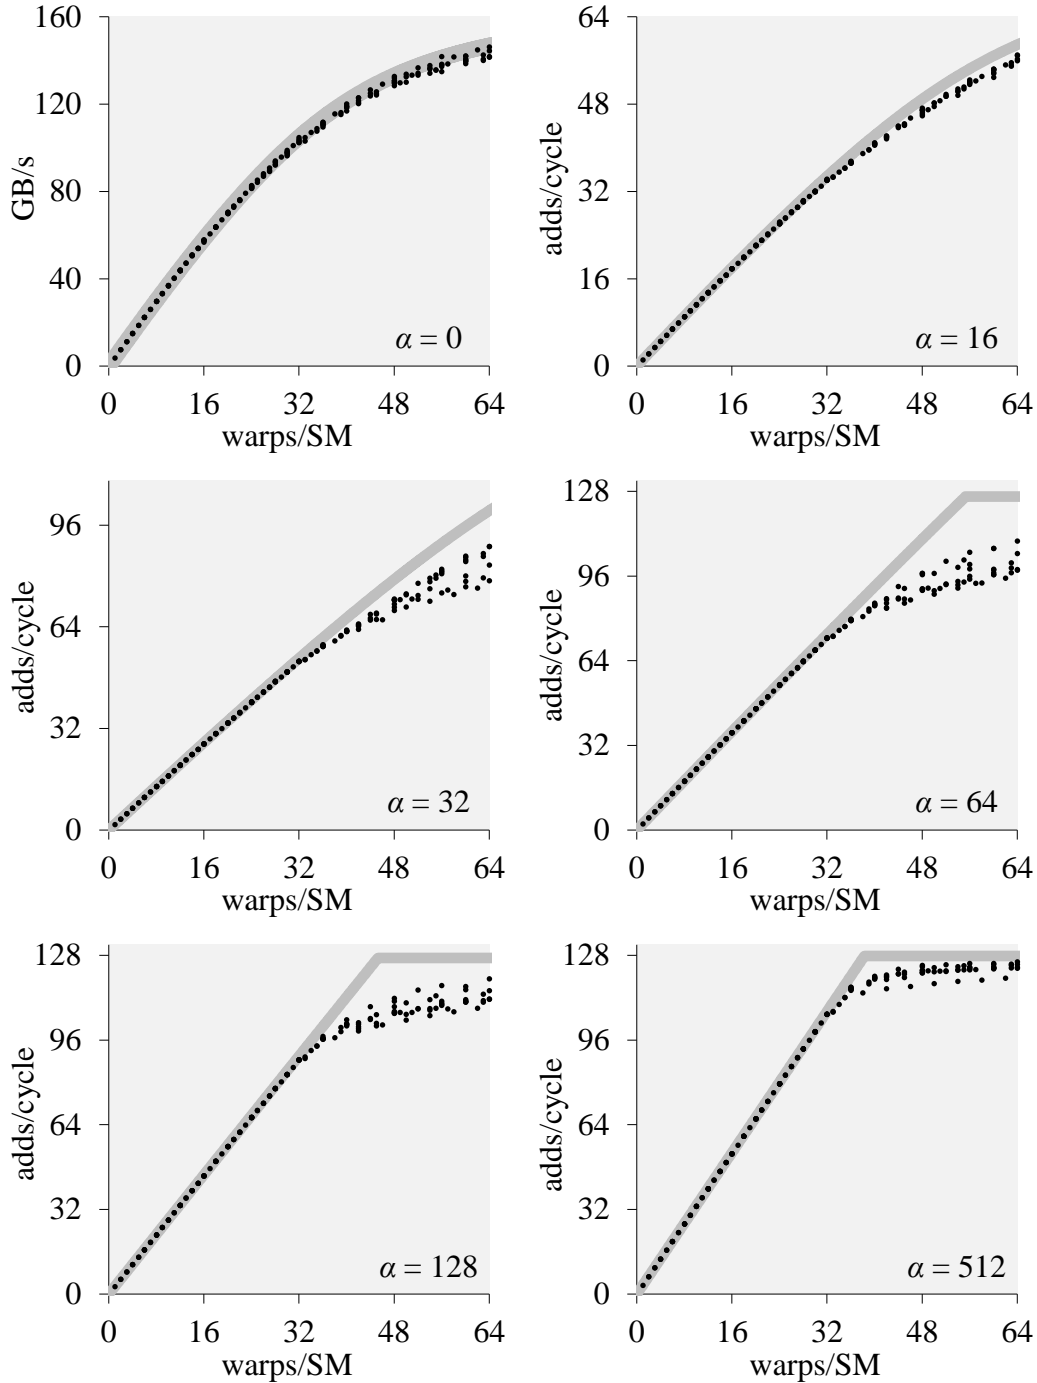 160
120
80
40
0
GB/s
α = 0
0 16 32 48 64
warps/SM
64
48
32
16
0
adds/cycle
α = 16
0 16 32 48 64
warps/SM
96
64
32
0
adds/cycle
α = 32
0 16 32 48 64
warps/SM
128
96
64
32
0
adds/cycle
α = 64
0 16 32 48 64
warps/SM
128
96
64
32
0
adds/cycle
α = 128
0 16 32 48 64
warps/SM
128
96
64
32
0
adds/cycle
α = 512
0 16 32 48 64
warps/SM